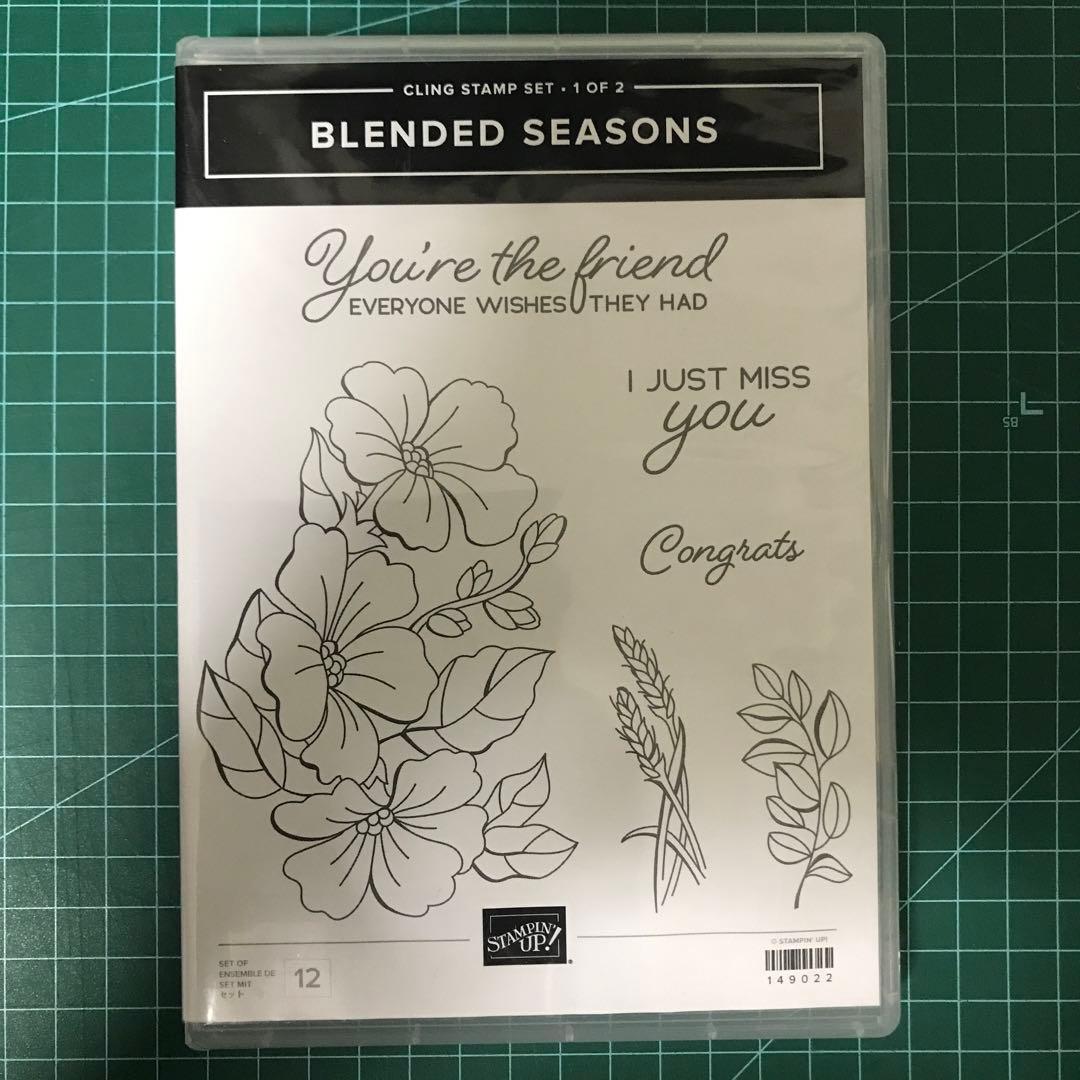 CLING STAMP SET • 1 OF 2
BLENDED SEASONS
You're the friend
EVERYONE WISHES THEY HAD
I JUST MISS
you
Congrats
STAMPIN'
UP!®
SET OF
ENSEMBLE DE
SET MIT
セット
12
© STAMPIN' UP!
149022
85